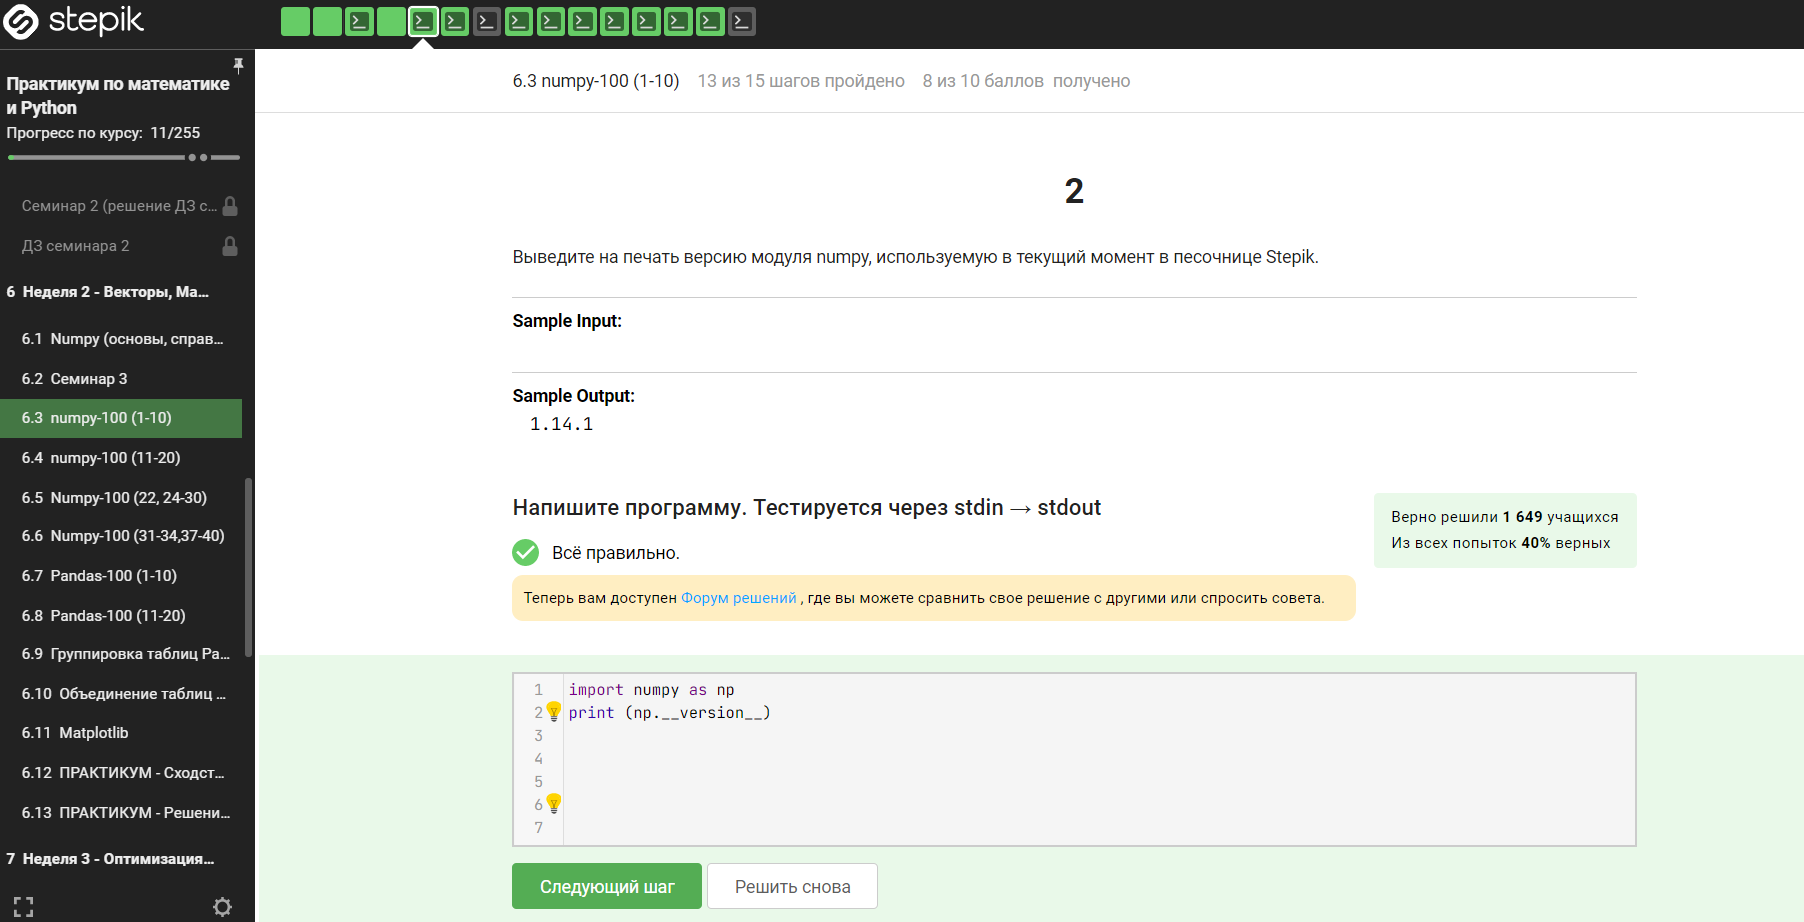 stepik
Практикум по математике
и Python
Прогресс по курсу: 11/255
Семинар 2 (решение ДЗ с...
ДЗ семинара 2
6 Неделя 2 - Векторы, Ма...
6.1 Numpy (основы, справ...
6.2 Семинар 3
6.3 numpy-100 (1-10)
6.4 numpy-100 (11-20)
6.5 Numpy-100 (22, 24-30)
6.6 Numpy-100 (31-34,37-40)
6.7 Pandas-100 (1-10)
6.8 Pandas-100 (11-20)
6.9 Группировка таблиц Pa...
6.10 Объединение таблиц ...
6.11 Matplotlib
6.12 ПРАКТИКУМ - Сходст...
6.13 ПРАКТИКУМ - Решени...
7 Неделя 3 - Оптимизация...
6.3 numpy-100 (1-10) 13 из 15 шагов пройдено 8 из 10 баллов получено
2
Выведите на печать версию модуля numpy, используемую в текущий момент в песочнице Stepik.
Sample Input:
Sample Output:
1.14.1
Напишите программу. Тестируется через stdin → stdout
Верно решили 1 649 учащихся
Из всех попыток 40% верных
Всё правильно.
Теперь вам доступен Форум решений , где вы можете сравнить свое решение с другими или спросить совета.
1 import numpy as np
2 print (np.__version__)
3
4
5
6
7
Следующий шаг
Решить снова